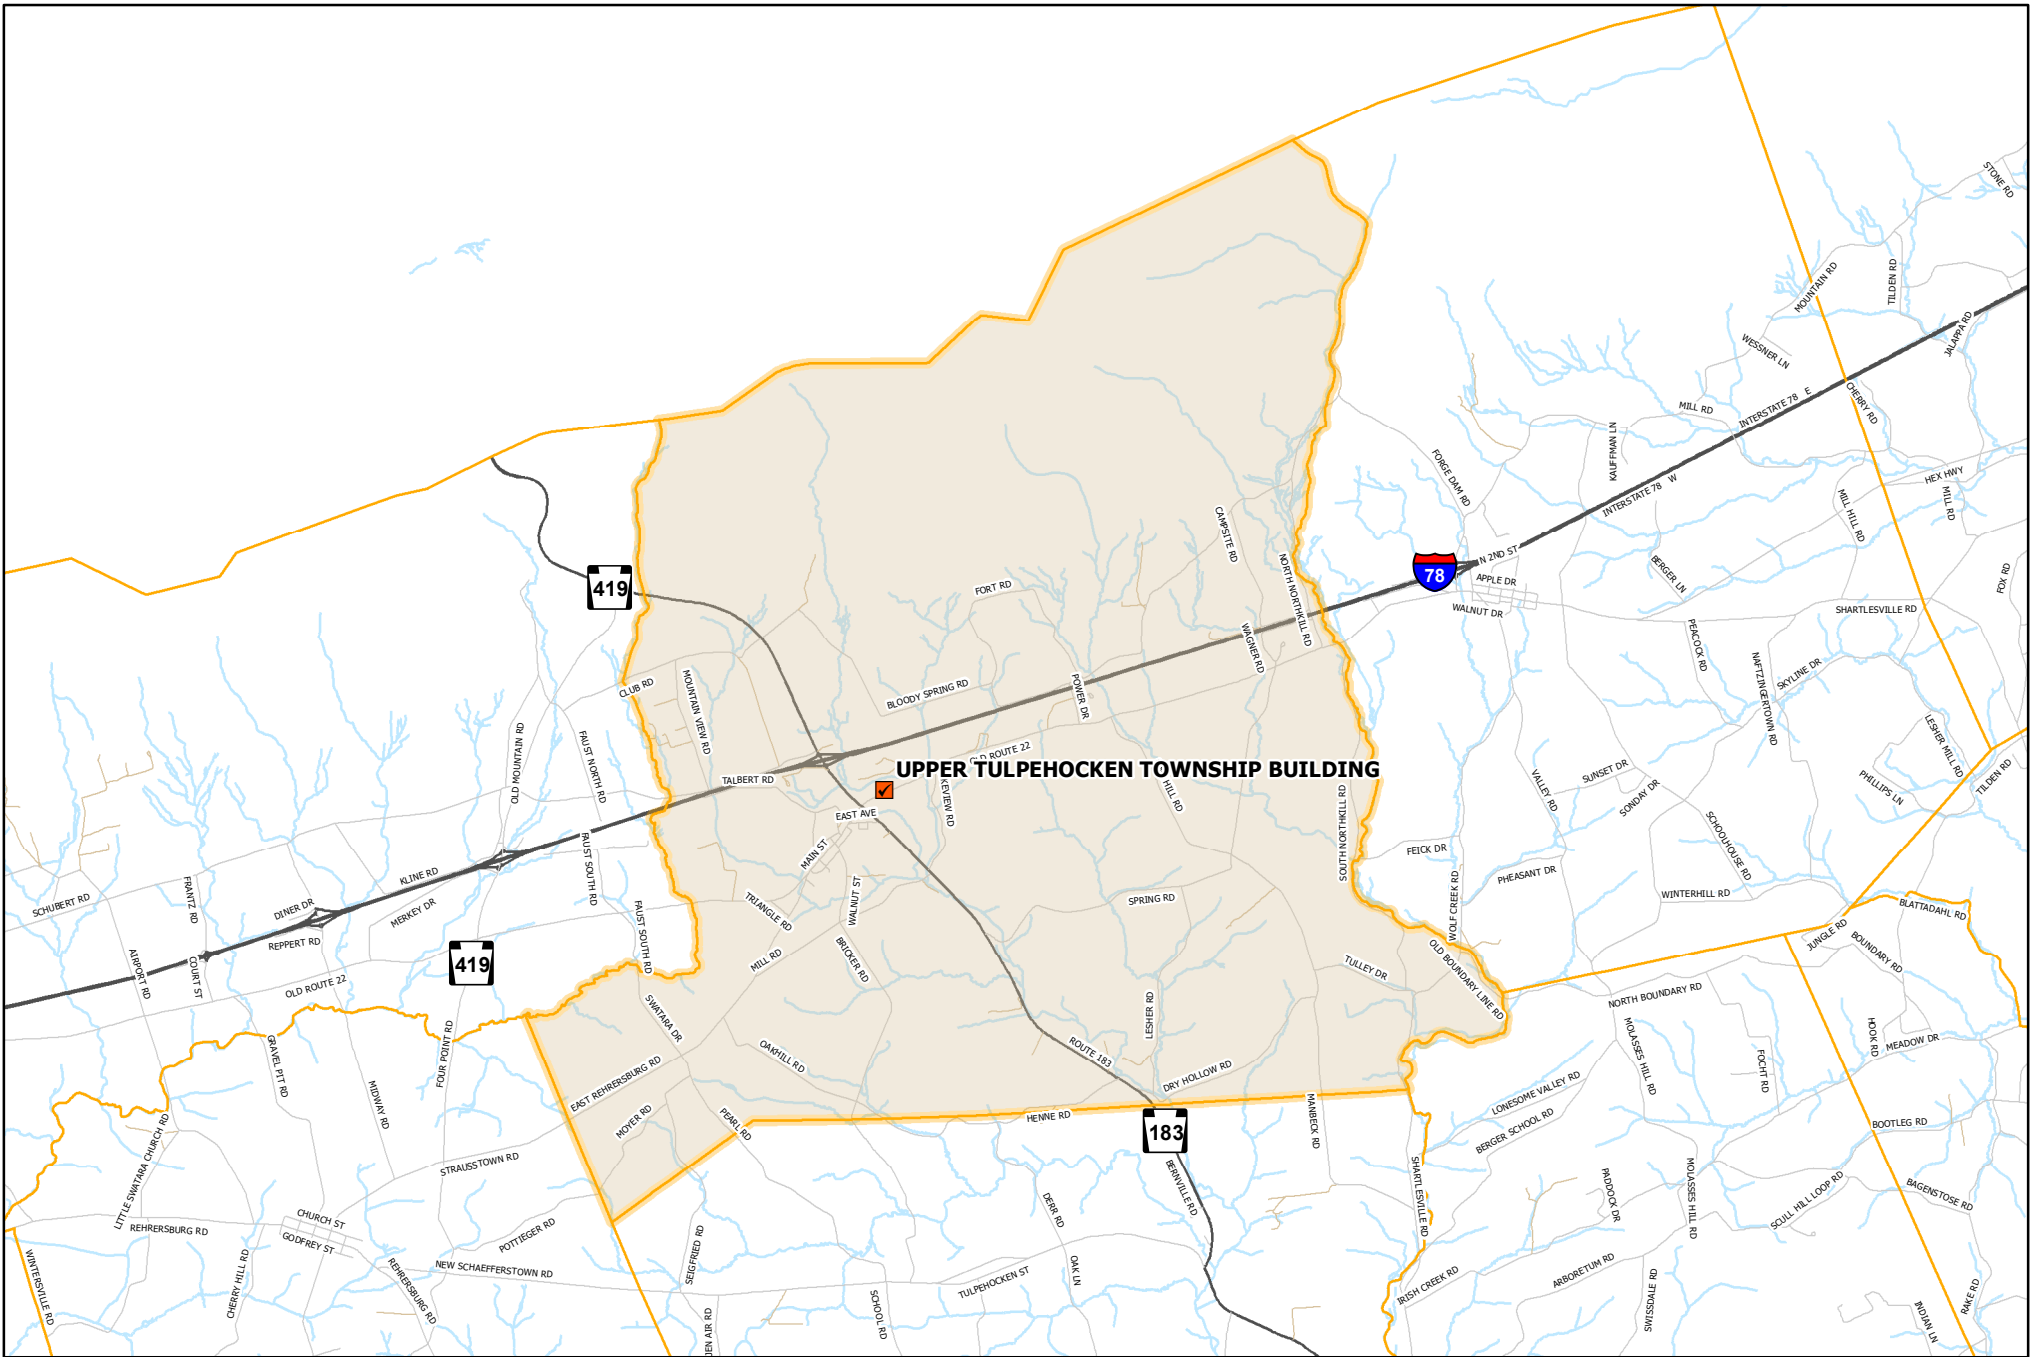 STONE RD
MOUNTAIN RD
TILDEN RD
JALAPPA RD
WESSNER LN
CHERRY RD
MILL RD
INTERSTATE 78 E
KAUFFMAN LN
FORGE DAM RD
HEX HWY
MILL RD
MILL HILL RD
INTERSTATE 78 W
CAMPSITE RD
N 2ND ST
78
APPLE DR
WALNUT DR
BERGER LN
FOX RD
SHARTLESVILLE RD
419
FORT RD
NORTH NORTHKILL RD
WAGNER RD
PEACOCK RD
NAFTZINGERTOWN RD
SKYLINE DR
CLUB RD
MOUNTAIN VIEW RD
BLOODY SPRING RD
POWER DR
OLD MOUNTAIN RD
FAUST NORTH RD
OLD ROUTE 22
LESHER MILL RD
TILDEN RD
TALBERT RD
UPPER TULPEHOCKEN TOWNSHIP BUILDING
SUNSET DR
SONDAY DR
VALLEY RD
PHILLIPS LN
KEVIEW RD
HILL RD
SOUTH NORTHKILL RD
EAST AVE
MAIN ST
SCHOOLHOUSE RD
FEICK DR
FAUST SOUTH RD
KLINE RD
PHEASANT DR
SCHUBERT RD
FRANTZ RD
DINER DR
MERKEY DR
TRIANGLE RD
WALNUT ST
SPRING RD
WINTERHILL RD
WOLF CREEK RD
BLATTADAHL RD
REPPERT RD
FAUST SOUTH RD
JUNGLE RD
BOUNDARY RD
AIRPORT RD
COURT ST
419
MILL RD
BRICKER RD
TULLEY DR
OLD BOUNDARY LINE RD
OLD ROUTE 22
NORTH BOUNDARY RD
SWATARA DR
LESHER RD
HOOK RD
MEADOW DR
GRAVEL PIT RD
FOUR POINT RD
OAKHILL RD
ROUTE 183
MOLASSES HILL RD
FOCHT RD
MIDWAY RD
EAST REHRERSBURG RD
DRY HOLLOW RD
LONESOME VALLEY RD
MOYER RD
PEARL RD
HENNE RD
183
MANBECK RD
BERGER SCHOOL RD
BOOTLEG RD
LITTLE SWATARA CHURCH RD
STRAUSSTOWN RD
BERNVILLE RD
SHARTLESVILLE RD
PADDOCK DR
MOLASSES HILL RD
SCULL HILL LOOP RD
BAGENSTOSE RD
REHRERSBURG RD
CHURCH ST
GODFREY ST
POTTIEGER RD
DERR RD
WINTERSVILLE RD
CHERRY HILL RD
REHRERSBURG RD
NEW SCHAEFFERSTOWN RD
SEIGFRIED RD
TULPEHOCKEN ST
OAK LN
IRISH CREEK RD
ARBORETUM RD
SWISSDALE RD
RAKE RD
INDIAN LN
SCHOOL RD
DEN AIR RD